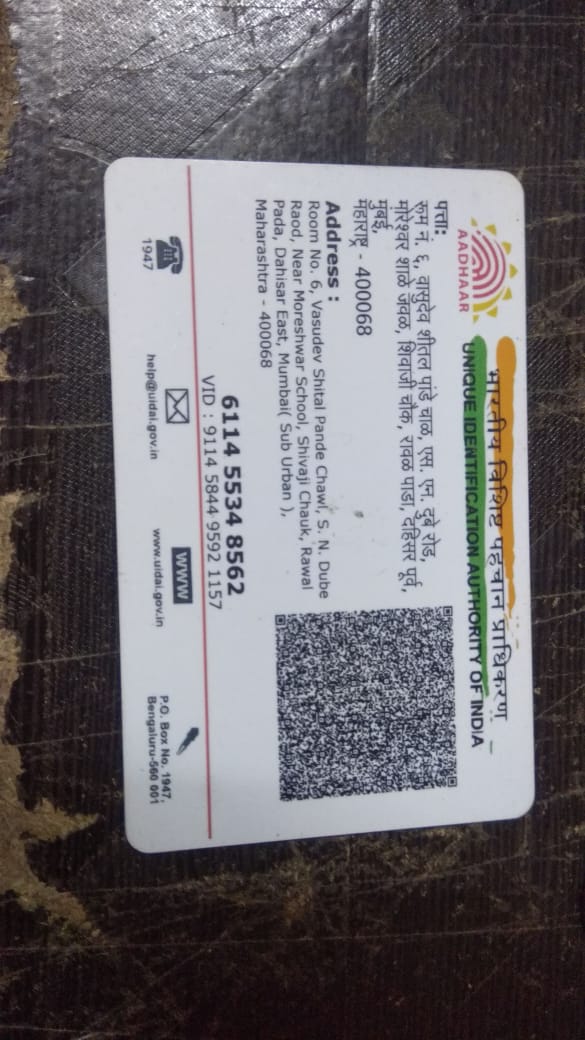 भारतीय विशिष्ट पहचान प्राधिकरण
UNIQUE IDENTIFICATION AUTHORITY OF INDIA
AADHAAR
पत्ता:
रूम नं. ६, वासुदेव शीतल पांडे चाळ, एस. एन. दुबे रोड,
मोरेश्वर शाळे जवळ, शिवाजी चौक, रावळ पाडा, दहिसर पूर्व,
मुंबई,
महाराष्ट्र - 400068
Address :
Room No. 6, Vasudev Shital Pande Chawl, S. N. Dube
Raod, Near Moreshwar School, Shivaji Chauk, Rawal
Pada, Dahisar East, Mumbai( Sub Urban ),
Maharashtra - 400068
6114 5534 8562
VID : 9114 5844 9592 1157
1947
help@uidai.gov.in
www
www.uidai.gov.in
P.O. Box No. 1947,
Bengaluru-560 001